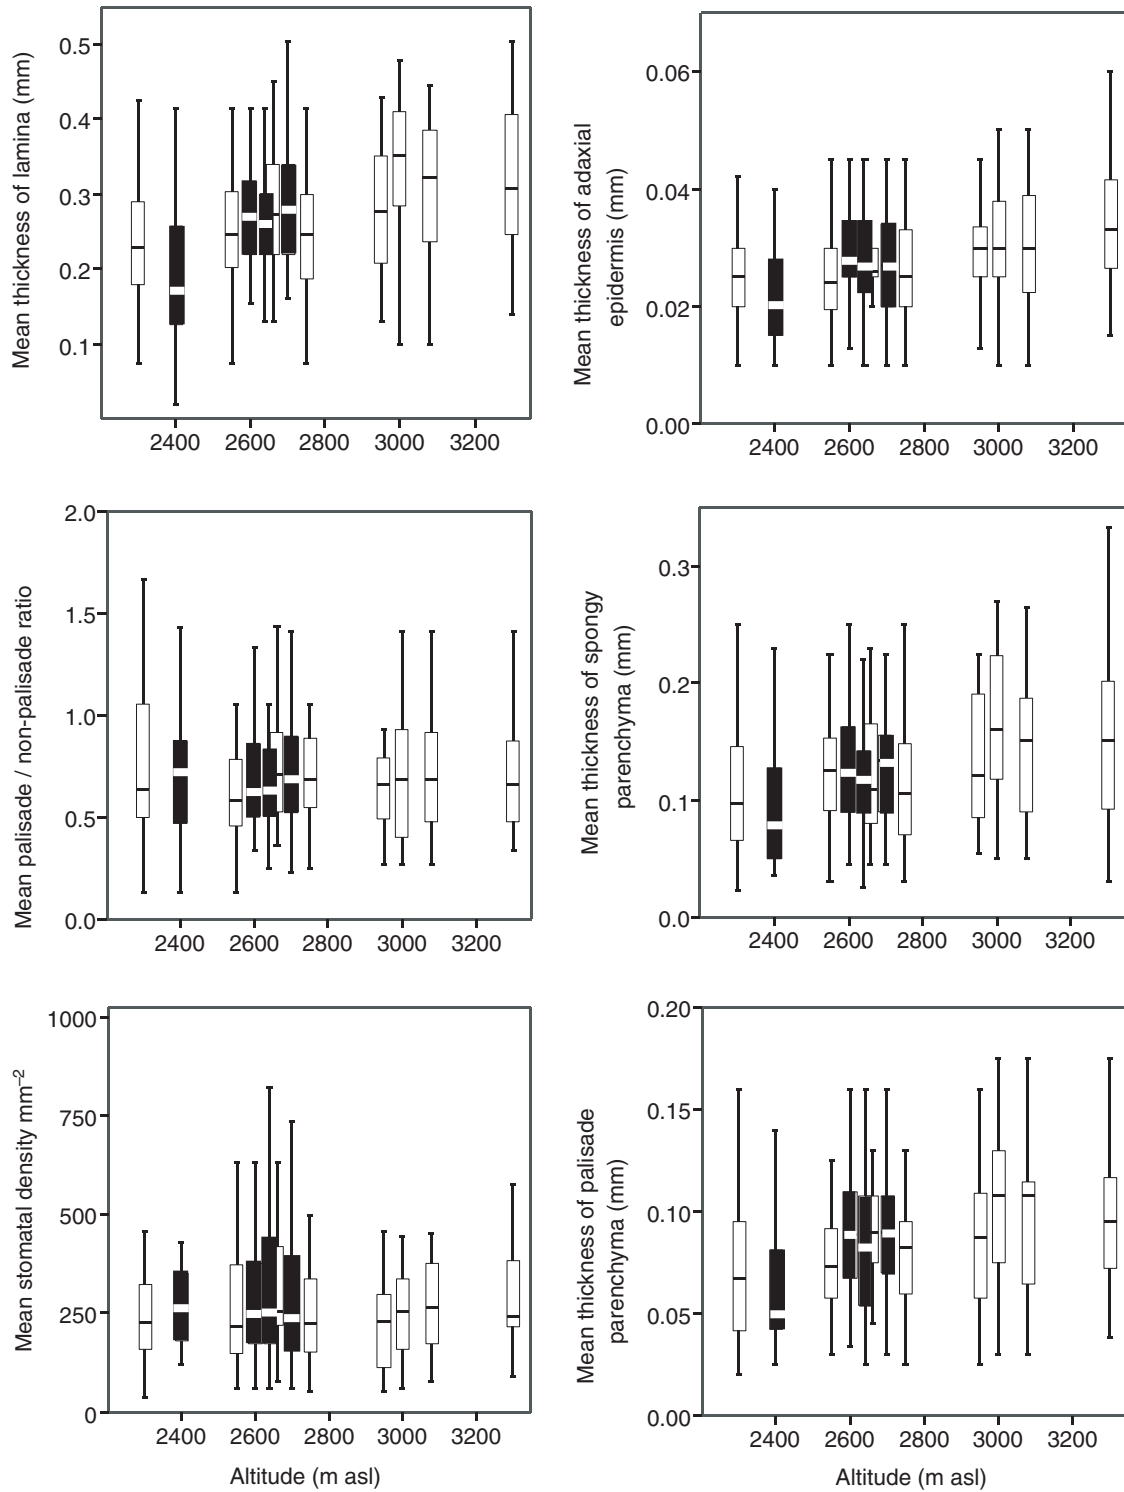 Mean thickness of lamina (mm)
0.5
0.4
0.3
0.2
0.1
2400 2600 2800 3000 3200
Mean thickness of adaxial
epidermis (mm)
0.06
0.04
0.02
0.00
2400 2600 2800 3000 3200
Mean palisade / non-palisade ratio
2.0
1.5
1.0
0.5
0.0
2400 2600 2800 3000 3200
Mean thickness of spongy
parenchyma (mm)
0.3
0.2
0.1
0.0
2400 2600 2800 3000 3200
Mean stomatal density mm⁻²
1000
750
500
250
0
2400 2600 2800 3000 3200
Altitude (m asl)
Mean thickness of palisade
parenchyma (mm)
0.20
0.15
0.10
0.05
0.00
2400 2600 2800 3000 3200
Altitude (m asl)